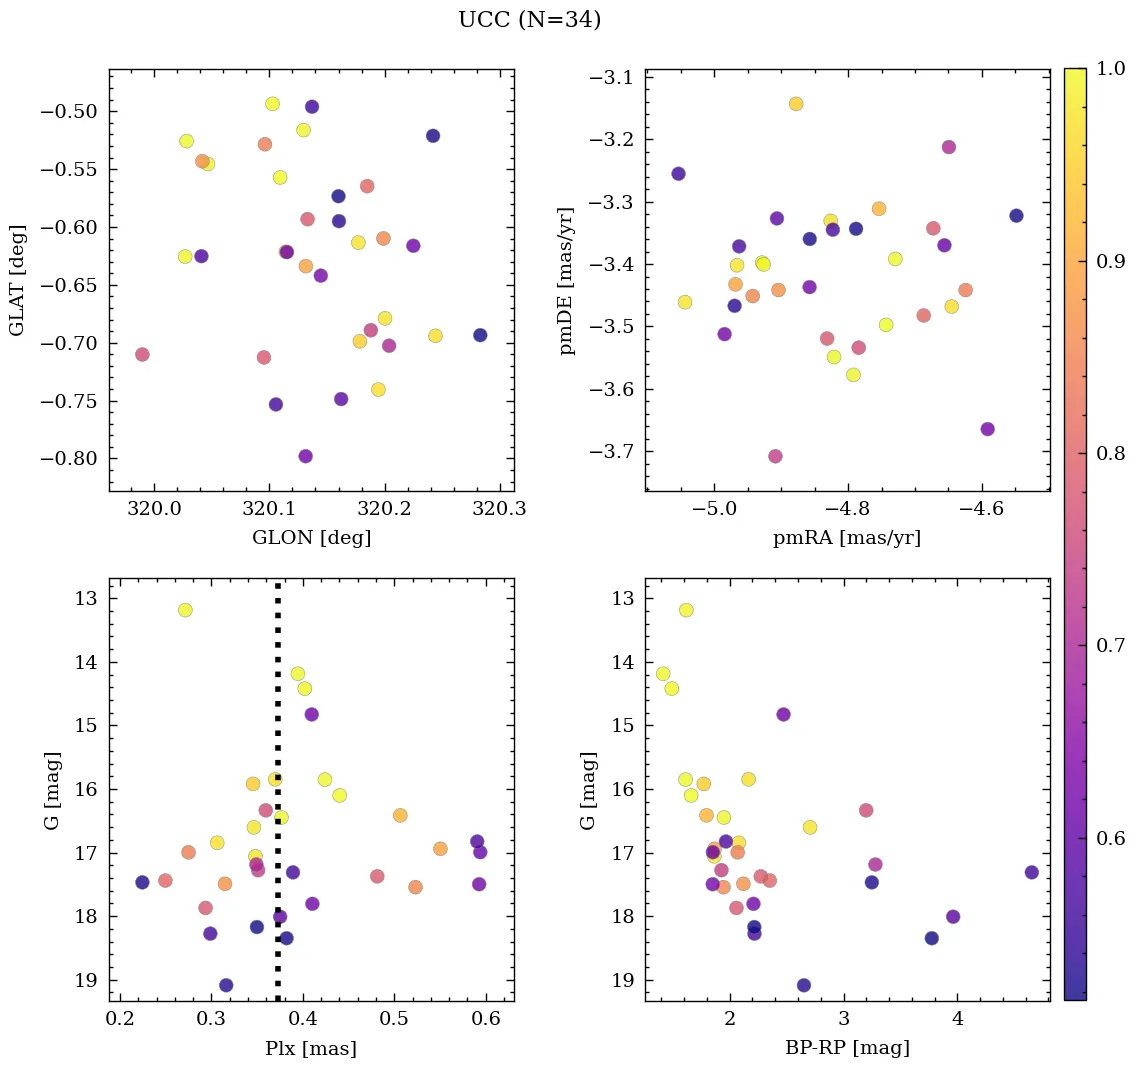 UCC (N=34)
−0.50
−0.55
−0.60
−0.65
−0.70
−0.75
−0.80
GLAT [deg]
320.0 320.1 320.2 320.3
GLON [deg]
−3.1
−3.2
−3.3
−3.4
−3.5
−3.6
−3.7
pmDE [mas/yr]
−5.0 −4.8 −4.6
pmRA [mas/yr]
13
14
15
16
17
18
19
G [mag]
0.2 0.3 0.4 0.5 0.6
Plx [mas]
13
14
15
16
17
18
19
G [mag]
2 3 4
BP-RP [mag]
1.0
0.9
0.8
0.7
0.6